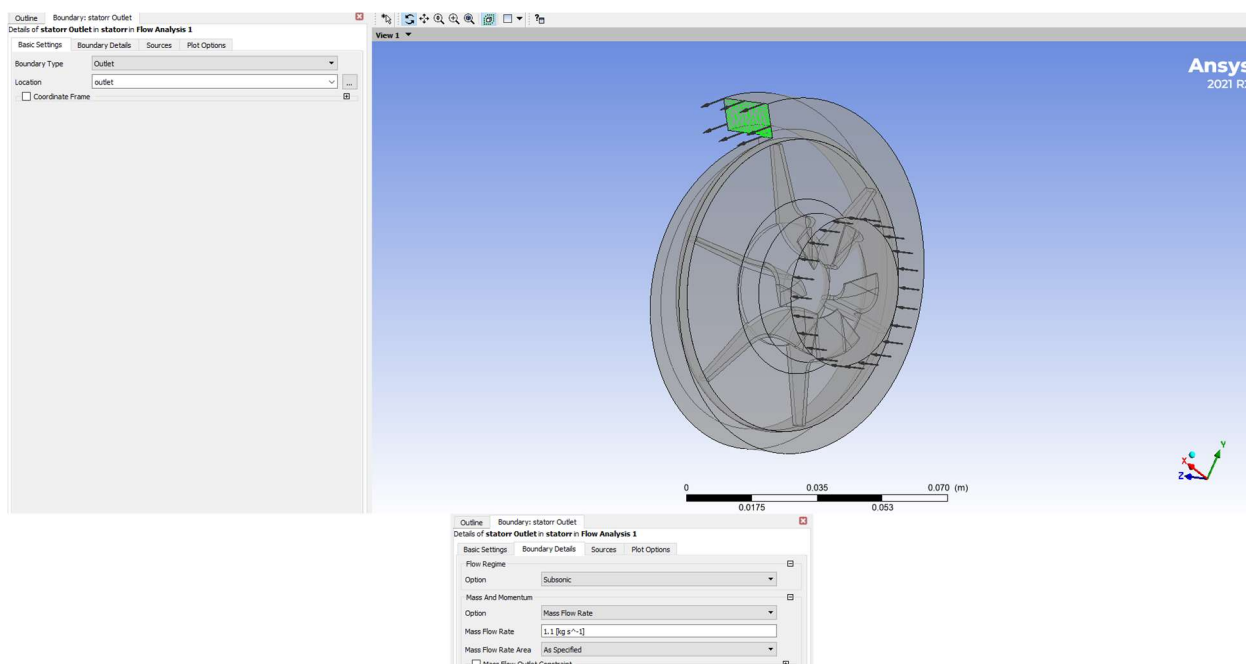 Outline Boundary: statorr Outlet
Details of statorr Outlet in statorr in Flow Analysis 1
Basic Settings Boundary Details Sources Plot Options
Boundary Type Outlet
Location outlet ...
Coordinate Frame
View 1
Ansys
2021 R
0 0.035 0.070 (m)
0.0175 0.053
Y
X
Z
Outline Boundary: statorr Outlet
Details of statorr Outlet in statorr in Flow Analysis 1
Basic Settings Boundary Details Sources Plot Options
Flow Regime
Option Subsonic
Mass And Momentum
Option Mass Flow Rate
Mass Flow Rate 1.1 [kg s^-1]
Mass Flow Rate Area As Specified
Mass Flow Outlet Constraint